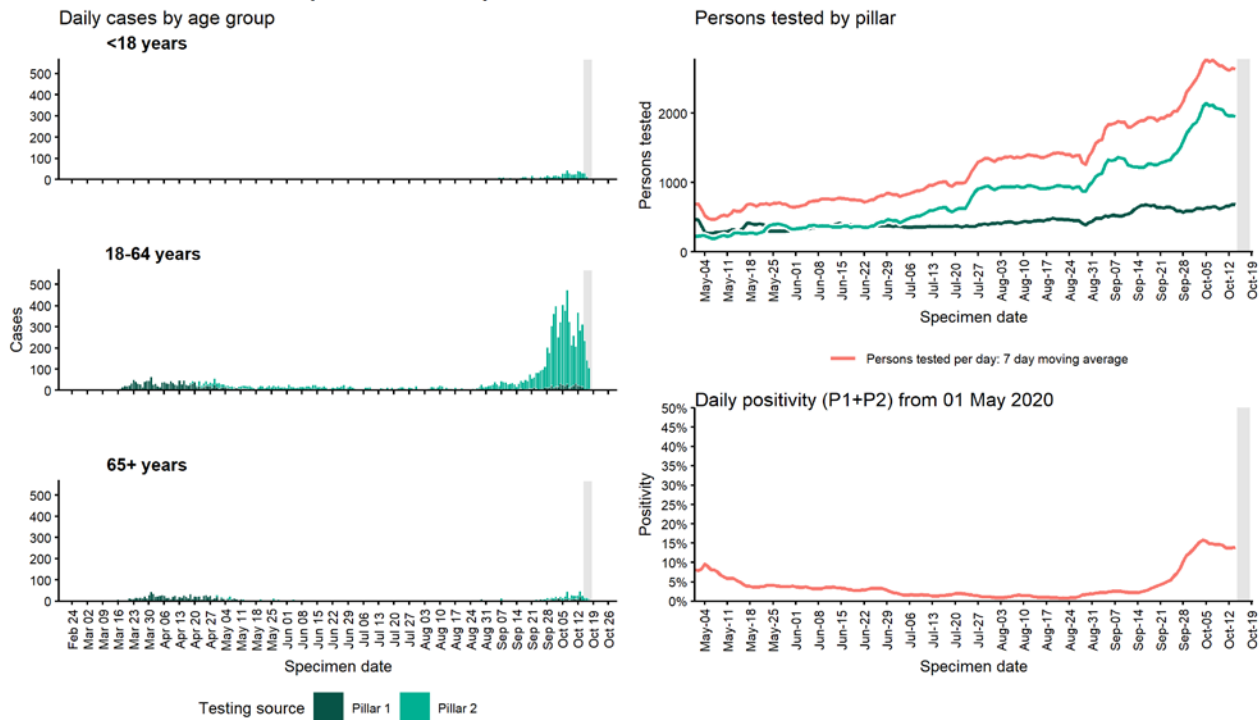 Daily cases by age group
<18 years
500
400
300
200
100
0
18-64 years
500
400
300
200
100
0
Cases
65+ years
500
400
300
200
100
0
Feb 24
Mar 02
Mar 09
Mar 16
Mar 23
Mar 30
Apr 06
Apr 13
Apr 20
Apr 27
May 04
May 11
May 18
May 25
Jun 01
Jun 08
Jun 15
Jun 22
Jun 29
Jul 06
Jul 13
Jul 20
Jul 27
Aug 03
Aug 10
Aug 17
Aug 24
Aug 31
Sep 07
Sep 14
Sep 21
Sep 28
Oct 05
Oct 12
Oct 19
Oct 26
Specimen date
Testing source Pillar 1 Pillar 2
Persons tested by pillar
Persons tested
2000
1000
0
May-04
May-11
May-18
May-25
Jun-01
Jun-08
Jun-15
Jun-22
Jun-29
Jul-06
Jul-13
Jul-20
Jul-27
Aug-03
Aug-10
Aug-17
Aug-24
Aug-31
Sep-07
Sep-14
Sep-21
Sep-28
Oct-05
Oct-12
Oct-19
Specimen date
Persons tested per day: 7 day moving average
Daily positivity (P1+P2) from 01 May 2020
Positivity
50%
45%
40%
35%
30%
25%
20%
15%
10%
5%
0%
May-04
May-11
May-18
May-25
Jun-01
Jun-08
Jun-15
Jun-22
Jun-29
Jul-06
Jul-13
Jul-20
Jul-27
Aug-03
Aug-10
Aug-17
Aug-24
Aug-31
Sep-07
Sep-14
Sep-21
Sep-28
Oct-05
Oct-12
Oct-19
Specimen date